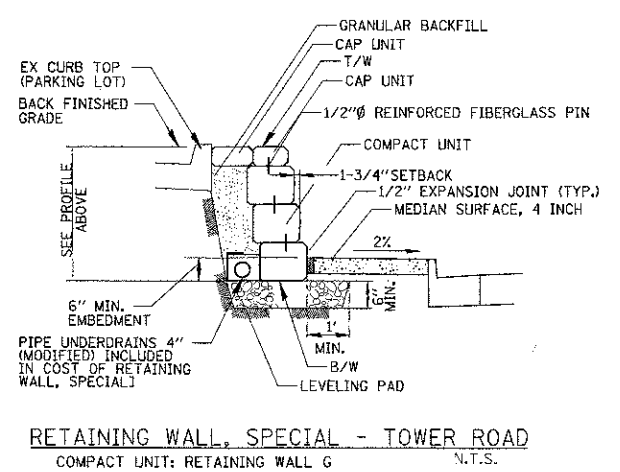 GRANULAR BACKFILL
CAP UNIT
T/W
CAP UNIT
1/2"Ø REINFORCED FIBERGLASS PIN
COMPACT UNIT
1-3/4"SETBACK
1/2" EXPANSION JOINT (TYP.)
MEDIAN SURFACE, 4 INCH
2%
EX CURB TOP
(PARKING LOT)
BACK FINISHED
GRADE
SEE PROFILE
ABOVE
6" MIN.
EMBEDMENT
PIPE UNDERDRAINS 4"
(MODIFIED) INCLUDED
IN COST OF RETAINING
WALL, SPECIAL]
6"
MIN.
1'
MIN.
B/W
LEVELING PAD
RETAINING WALL, SPECIAL - TOWER ROAD
COMPACT UNIT: RETAINING WALL G
N.T.S.